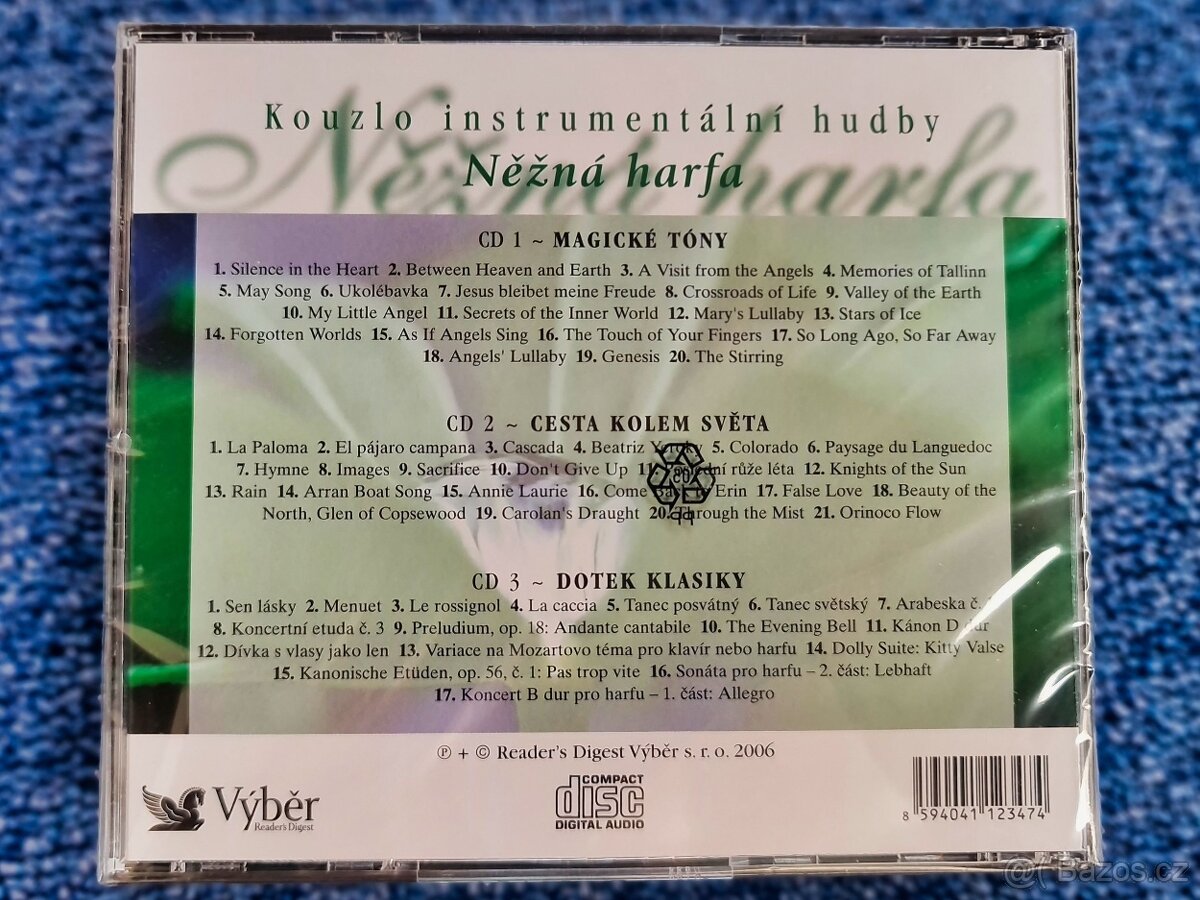 Kouzlo instrumentální hudby
Něžná harfa
Něžná harfa
CD 1 ~ MAGICKÉ TÓNY
1. Silence in the Heart 2. Between Heaven and Earth 3. A Visit from the Angels 4. Memories of Tallinn
5. May Song 6. Ukolébavka 7. Jesus bleibet meine Freude 8. Crossroads of Life 9. Valley of the Earth
10. My Little Angel 11. Secrets of the Inner World 12. Mary's Lullaby 13. Stars of Ice
14. Forgotten Worlds 15. As If Angels Sing 16. The Touch of Your Fingers 17. So Long Ago, So Far Away
18. Angels' Lullaby 19. Genesis 20. The Stirring
CD 2 ~ CESTA KOLEM SVĚTA
1. La Paloma 2. El pájaro campana 3. Cascada 4. Beatriz 5. Colorado 6. Paysage du Languedoc
7. Hymne 8. Images 9. Sacrifice 10. Don't Give Up 11. růže léta 12. Knights of the Sun
13. Rain 14. Arran Boat Song 15. Annie Laurie 16. Come Erin 17. False Love 18. Beauty of the
North, Glen of Copsewood 19. Carolan's Draught 20. Through the Mist 21. Orinoco Flow
CD 3 ~ DOTEK KLASIKY
1. Sen lásky 2. Menuet 3. Le rossignol 4. La caccia 5. Tanec posvátný 6. Tanec světský 7. Arabeska č.
8. Koncertní etuda č. 3 9. Preludium, op. 18: Andante cantabile 10. The Evening Bell 11. Kánon D dur
12. Dívka s vlasy jako len 13. Variace na Mozartovo téma pro klavír nebo harfu 14. Dolly Suite: Kitty Valse
15. Kanonische Etüden, op. 56, č. 1: Pas trop vite 16. Sonáta pro harfu – 2. část: Lebhaft
17. Koncert B dur pro harfu – 1. část: Allegro
℗ + © Reader's Digest Výběr s. r. o. 2006
Výběr
Reader's Digest
COMPACT
disc
DIGITAL AUDIO
8 594041 123474
Bazos.cz